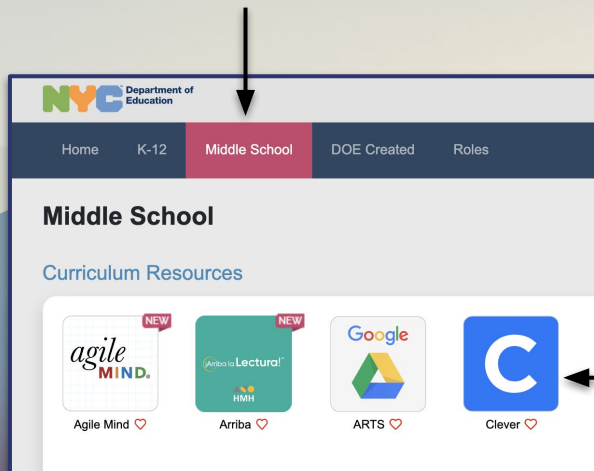 NYC Department of
Education
Home K-12 Middle School DOE Created Roles
Middle School
Curriculum Resources
NEW NEW
agile
MIND.
¡Arriba la Lectura!™
HMH
Google
C
Agile Mind Arriba ARTS Clever